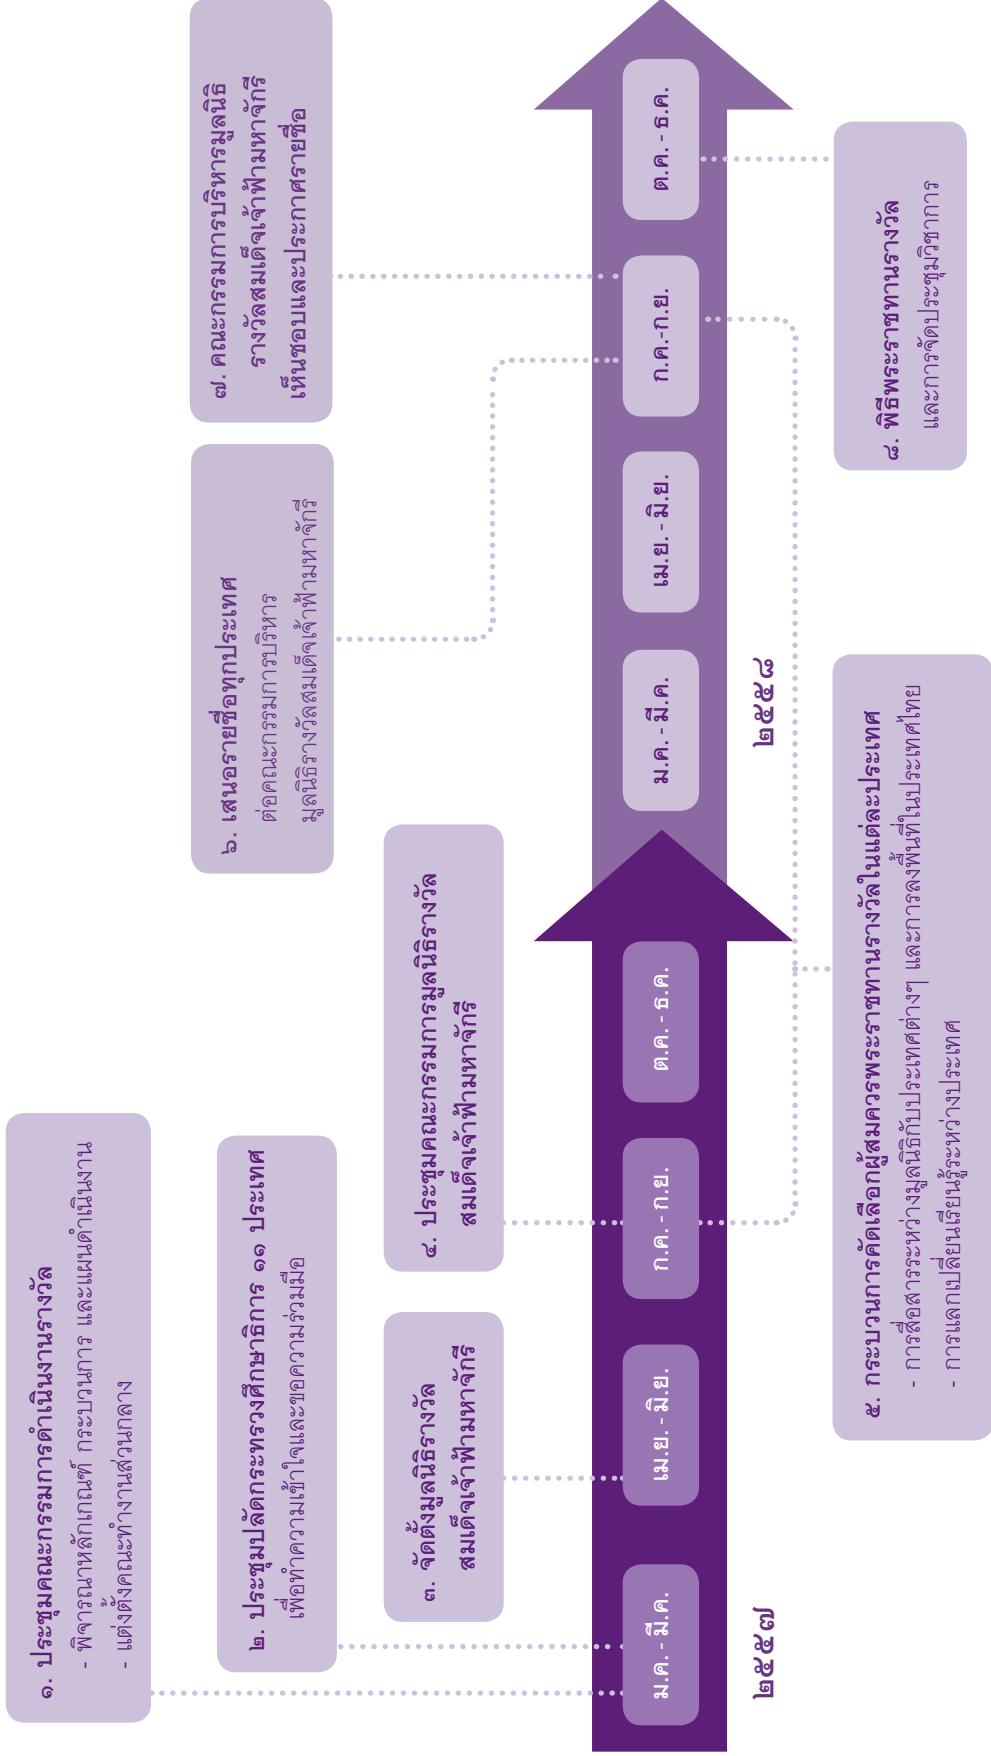 ๑. ประชุมคณะกรรมการดำเนินงานรางวัล
- พิจารณาหลักเกณฑ์ กระบวนการ และแผนดำเนินงาน
- แต่งตั้งคณะทำงานส่วนกลาง
๒. ประชุมปลัดกระทรวงศึกษาธิการ ๑๑ ประเทศ
เพื่อทำความเข้าใจและขอความร่วมมือ
๓. จัดตั้งมูลนิธิรางวัล
สมเด็จเจ้าฟ้ามหาจักรี
๔. ประชุมคณะกรรมการมูลนิธิรางวัล
สมเด็จเจ้าฟ้ามหาจักรี
๖. เสนอรายชื่อทุกประเทศ
ต่อคณะกรรมการบริหาร
มูลนิธิรางวัลสมเด็จเจ้าฟ้ามหาจักรี
๗. คณะกรรมการบริหารมูลนิธิ
รางวัลสมเด็จเจ้าฟ้ามหาจักรี
เห็นชอบและประกาศรายชื่อ
ม.ค. - มี.ค.
เม.ย. - มิ.ย.
ก.ค. - ก.ย.
ต.ค. - ธ.ค.
ม.ค. - มี.ค.
เม.ย. - มิ.ย.
ก.ค.-ก.ย.
ต.ค. - ธ.ค.
๒๕๕๗
๒๕๕๘
๕. กระบวนการคัดเลือกผู้สมควรพระราชทานรางวัลในแต่ละประเทศ
- การสื่อสารระหว่างมูลนิธิกับประเทศต่างๆ และการลงพื้นที่ในประเทศไทย
- การแลกเปลี่ยนเรียนรู้ระหว่างประเทศ
๘. พิธีพระราชทานรางวัล
และการจัดประชุมวิชาการ